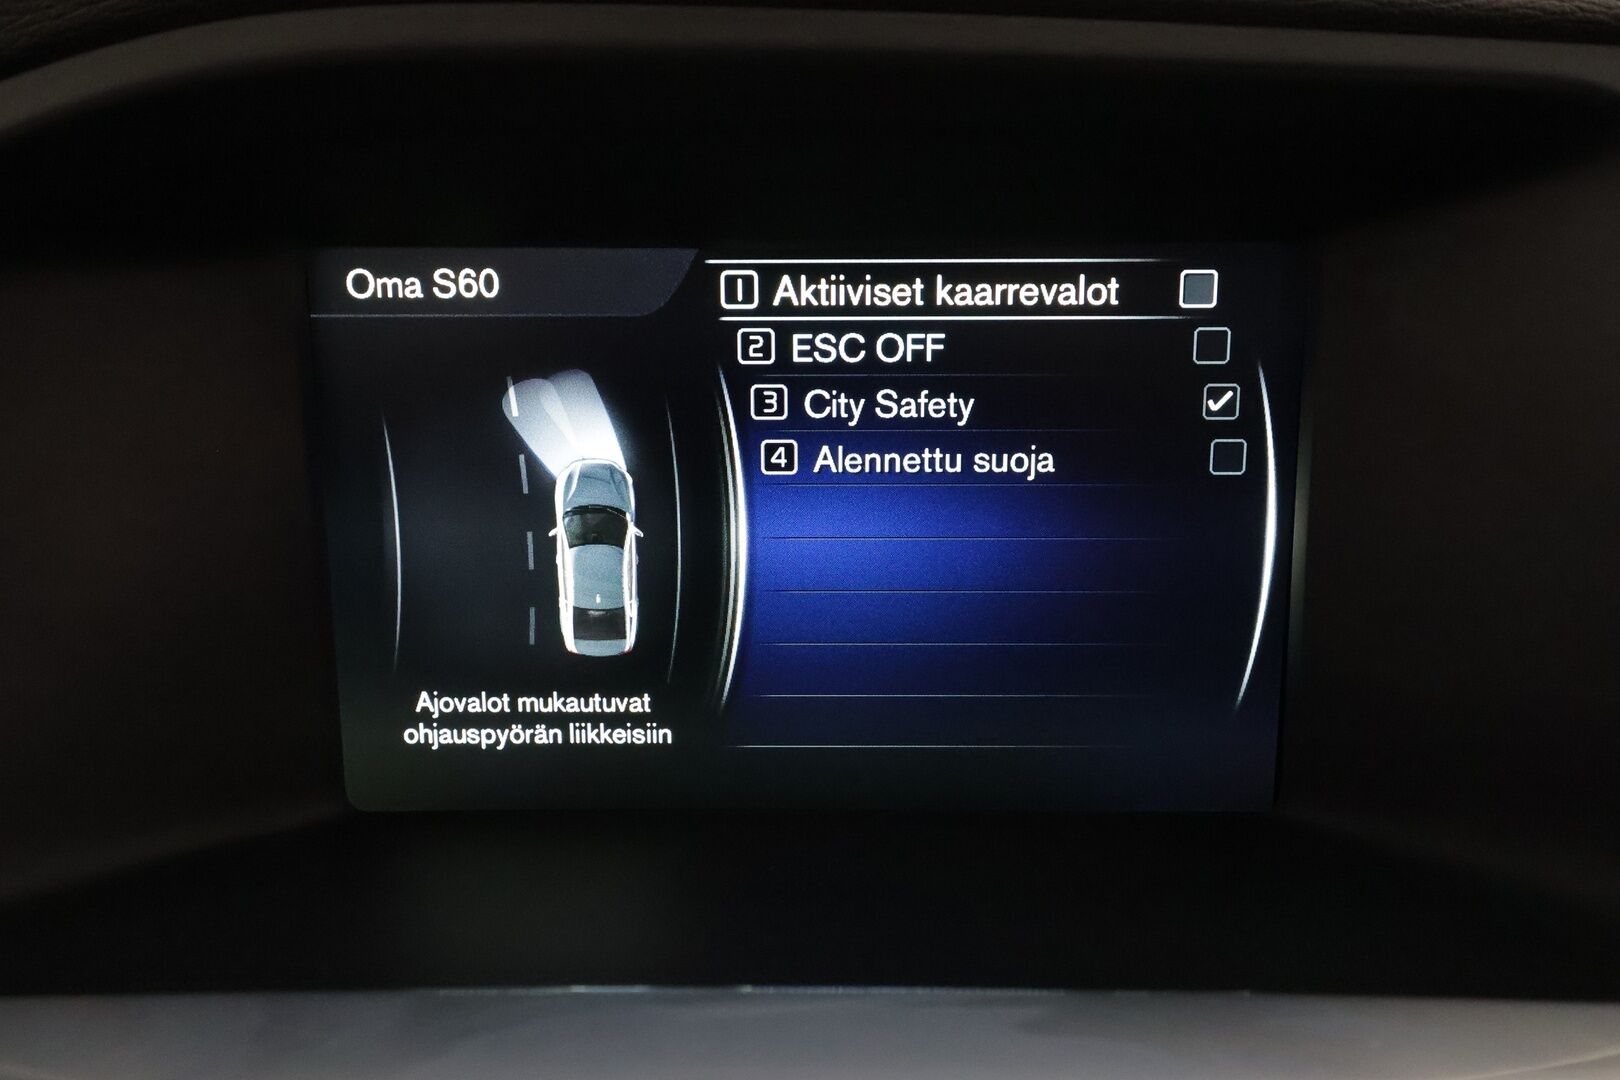 Oma S60
1 Aktiiviset kaarrevalot
2 ESC OFF
3 City Safety
4 Alennettu suoja
Ajovalot mukautuvat
ohjauspyörän liikkeisiin